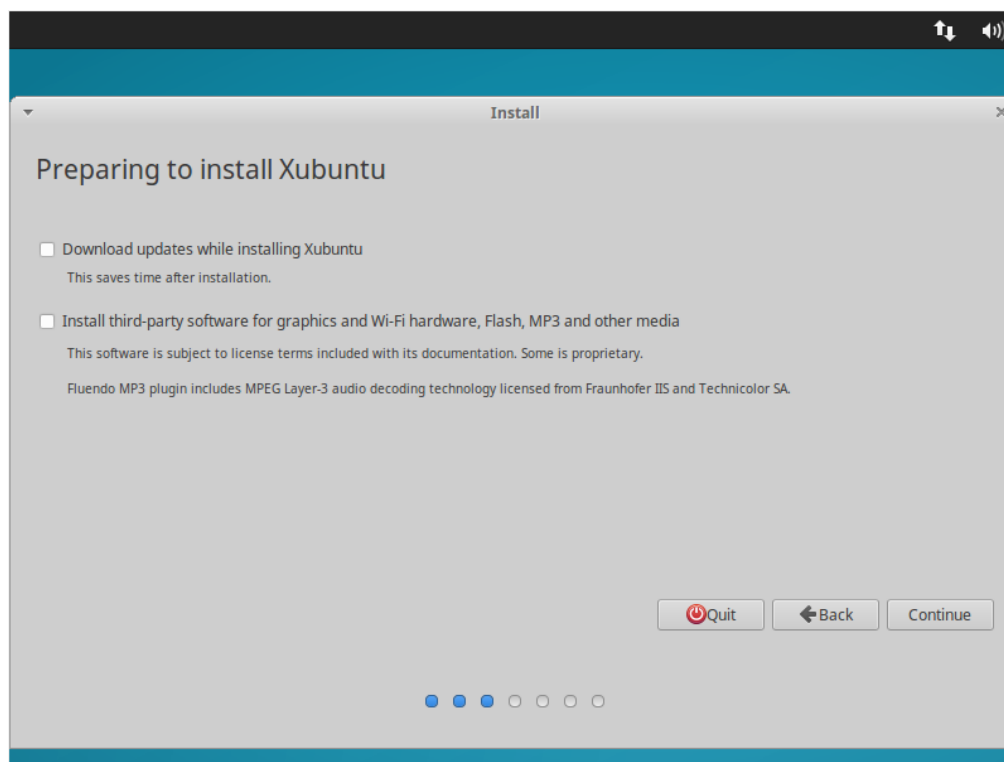 Install
Preparing to install Xubuntu
Download updates while installing Xubuntu
This saves time after installation.
Install third-party software for graphics and Wi-Fi hardware, Flash, MP3 and other media
This software is subject to license terms included with its documentation. Some is proprietary.
Fluendo MP3 plugin includes MPEG Layer-3 audio decoding technology licensed from Fraunhofer IIS and Technicolor SA.
Quit Back Continue